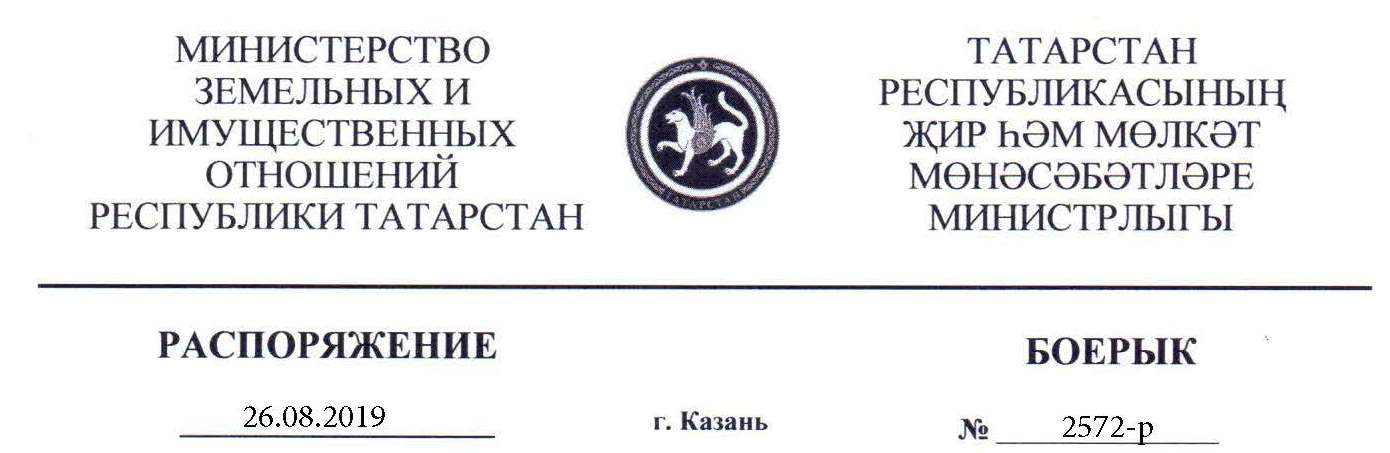 МИНИСТЕРСТВО
ЗЕМЕЛЬНЫХ И
ИМУЩЕСТВЕННЫХ
ОТНОШЕНИЙ
РЕСПУБЛИКИ ТАТАРСТАН
ТАТАРСТАН
ТАТАРСТАН
РЕСПУБЛИКАСЫНЫҢ
ҖИР ҺӘМ МӨЛКӘТ
МӨНӘСӘБӘТЛӘРЕ
МИНИСТРЛЫГЫ
РАСПОРЯЖЕНИЕ
БОЕРЫК
26.08.2019
г. Казань
№ 2572-р